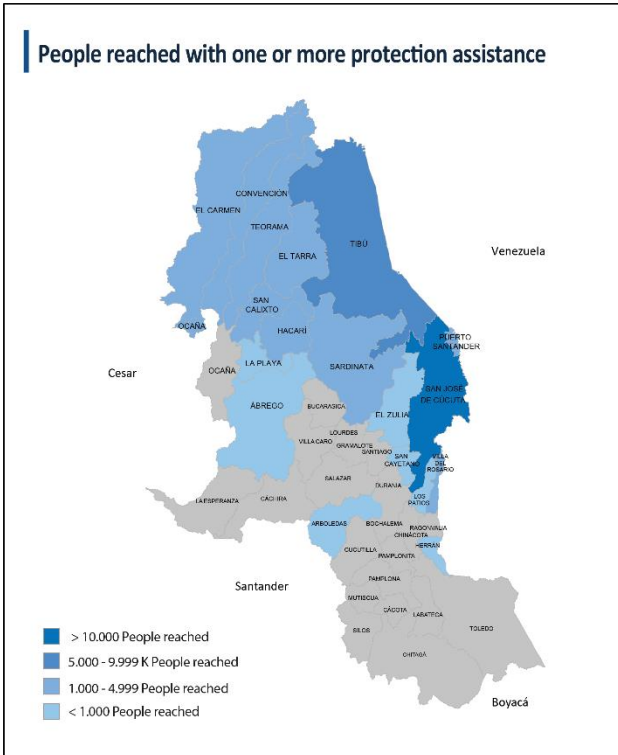 People reached with one or more protection assistance
CONVENCIÓN
EL CARMEN
TEORAMA
TIBÚ
Venezuela
EL TARRA
SAN
CALIXTO
OCAÑA
HACARÍ
PUERTO
SANTANDER
LA PLAYA
SARDINATA
OCAÑA
Cesar
SAN JOSÉ
DE CÚCUTA
ÁBREGO
BUCARASICA
EL ZULIA
LOURDES
VILLA CARO
GRAMALOTE
SANTIAGO
SAN
CAYETANO
VILLA
DEL
ROSARIO
SALAZAR
DURANIA
LOS
PATIOS
LA ESPERANZA
CÁCHIRA
ARBOLEDAS
BOCHALEMA
RAGONVALIA
CHINÁCOTA
HERRÁN
CUCUTILLA
PAMPLONITA
Santander
PAMPLONA
MUTISCUA
CÁCOTA
LABATECA
TOLEDO
SILOS
CHITAGÁ
> 10.000 People reached
5.000 - 9.999 K People reached
1.000 - 4.999 People reached
< 1.000 People reached
Boyacá